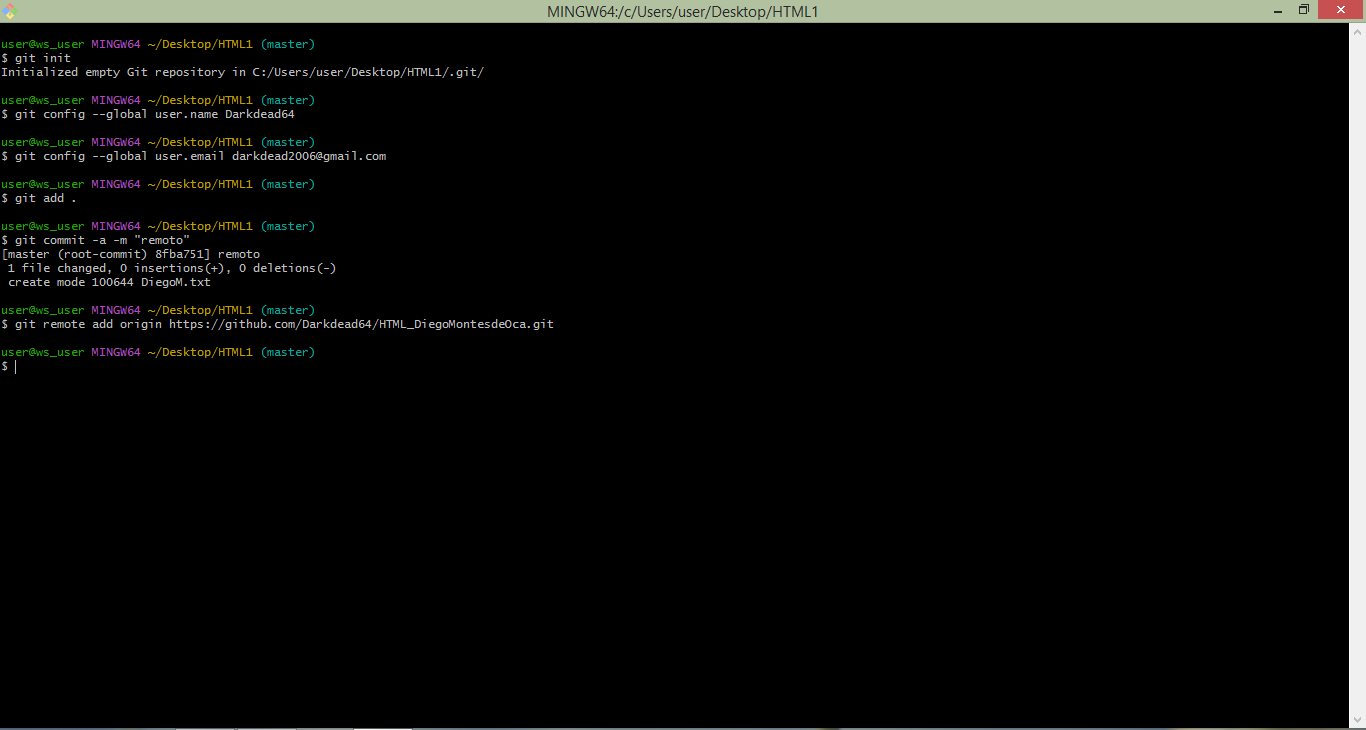 MINGW64:/c/Users/user/Desktop/HTML1
user@ws_user MINGW64 ~/Desktop/HTML1 (master)
$ git init
Initialized empty Git repository in C:/Users/user/Desktop/HTML1/.git/
user@ws_user MINGW64 ~/Desktop/HTML1 (master)
$ git config --global user.name Darkdead64
user@ws_user MINGW64 ~/Desktop/HTML1 (master)
$ git config --global user.email darkdead2006@gmail.com
user@ws_user MINGW64 ~/Desktop/HTML1 (master)
$ git add .
user@ws_user MINGW64 ~/Desktop/HTML1 (master)
$ git commit -a -m "remoto"
[master (root-commit) 8fba751] remoto
 1 file changed, 0 insertions(+), 0 deletions(-)
 create mode 100644 DiegoM.txt
user@ws_user MINGW64 ~/Desktop/HTML1 (master)
$ git remote add origin https://github.com/Darkdead64/HTML_DiegoMontesdeOca.git
user@ws_user MINGW64 ~/Desktop/HTML1 (master)
$